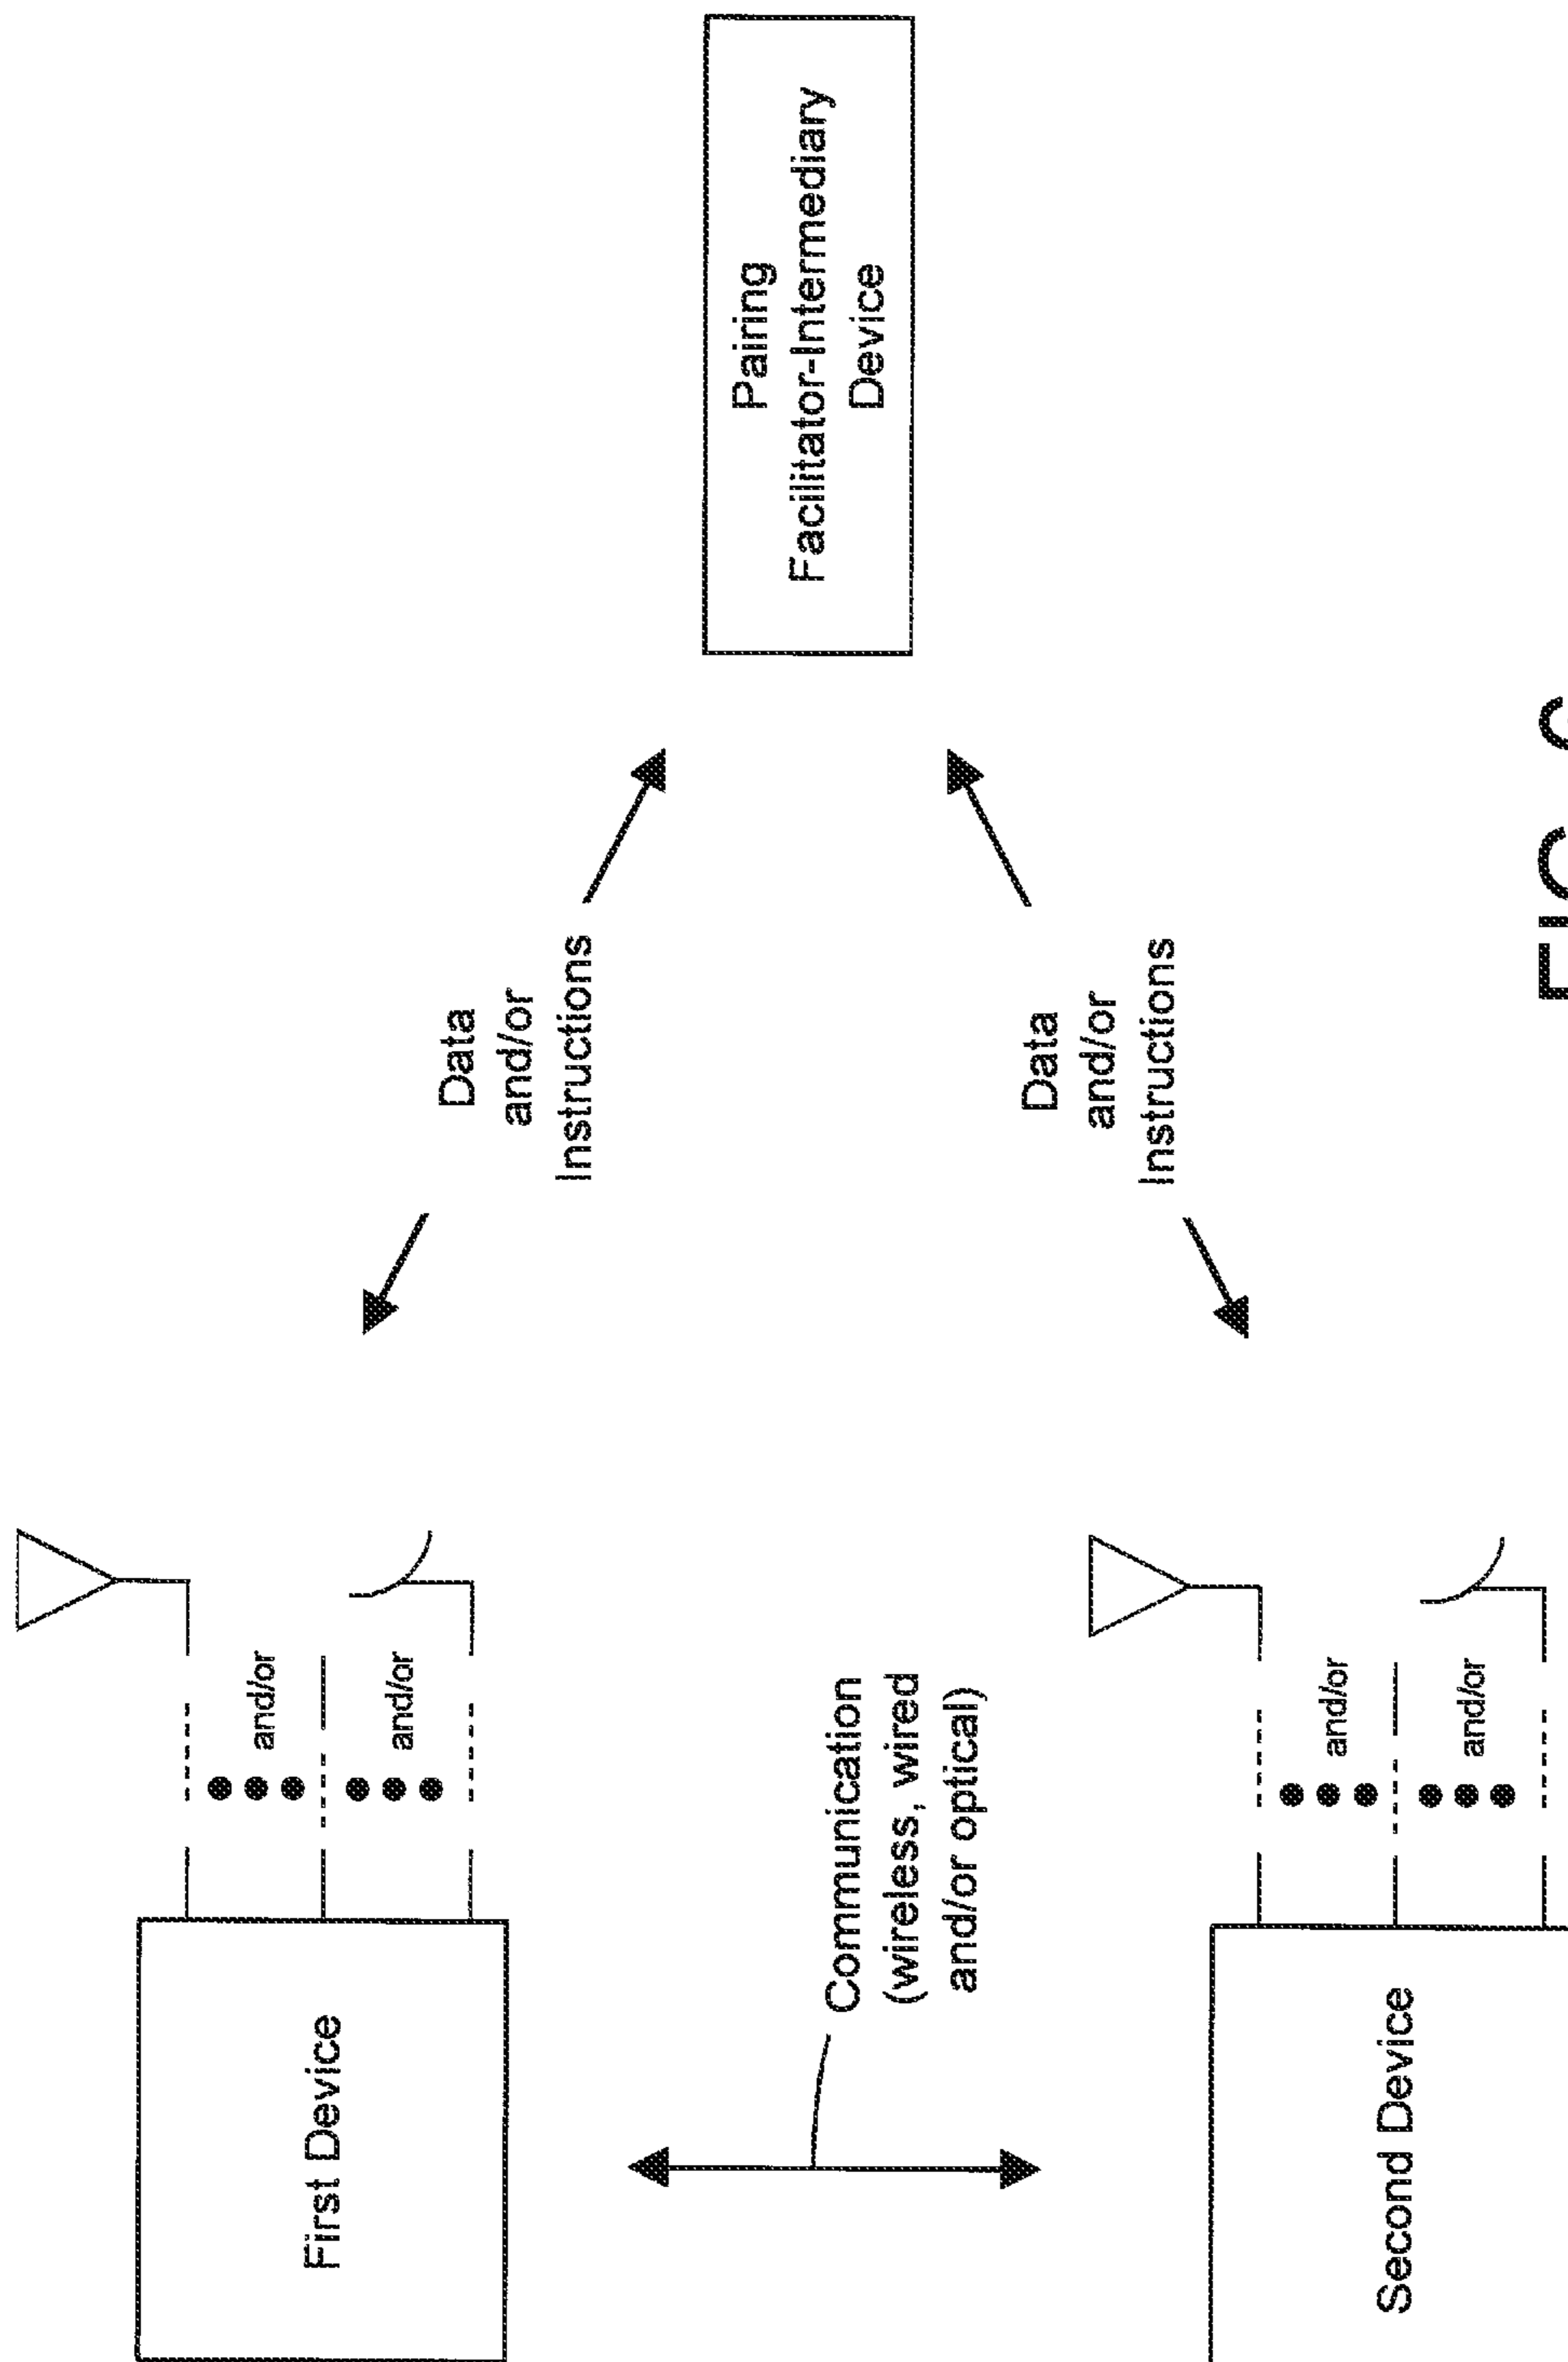 First Device
and/or
and/or
Data
and/or
Instructions
Pairing
Facilitator-Intermediary
Device
Communication
(wireless, wired
and/or optical)
Data
and/or
Instructions
Second Device
and/or
and/or
FIG